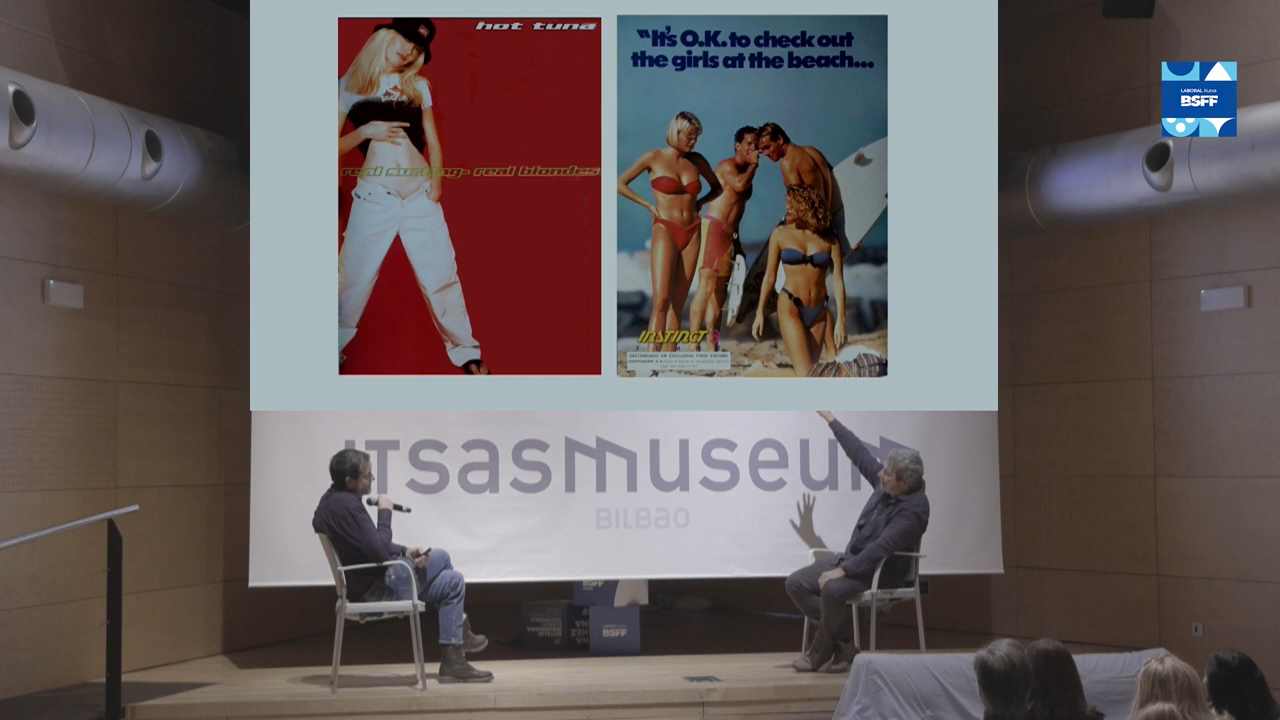 hot tuna
real surfing- real blondes
"It's O.K. to check out
the girls at the beach...
INSTINCT
DISTRIBUIDO EN EXCLUSIVA PARA ESPAÑA
LABORAL Kutxa
BSFF
ITSASMUSEUM
BILBAO
BSFF
BSFF